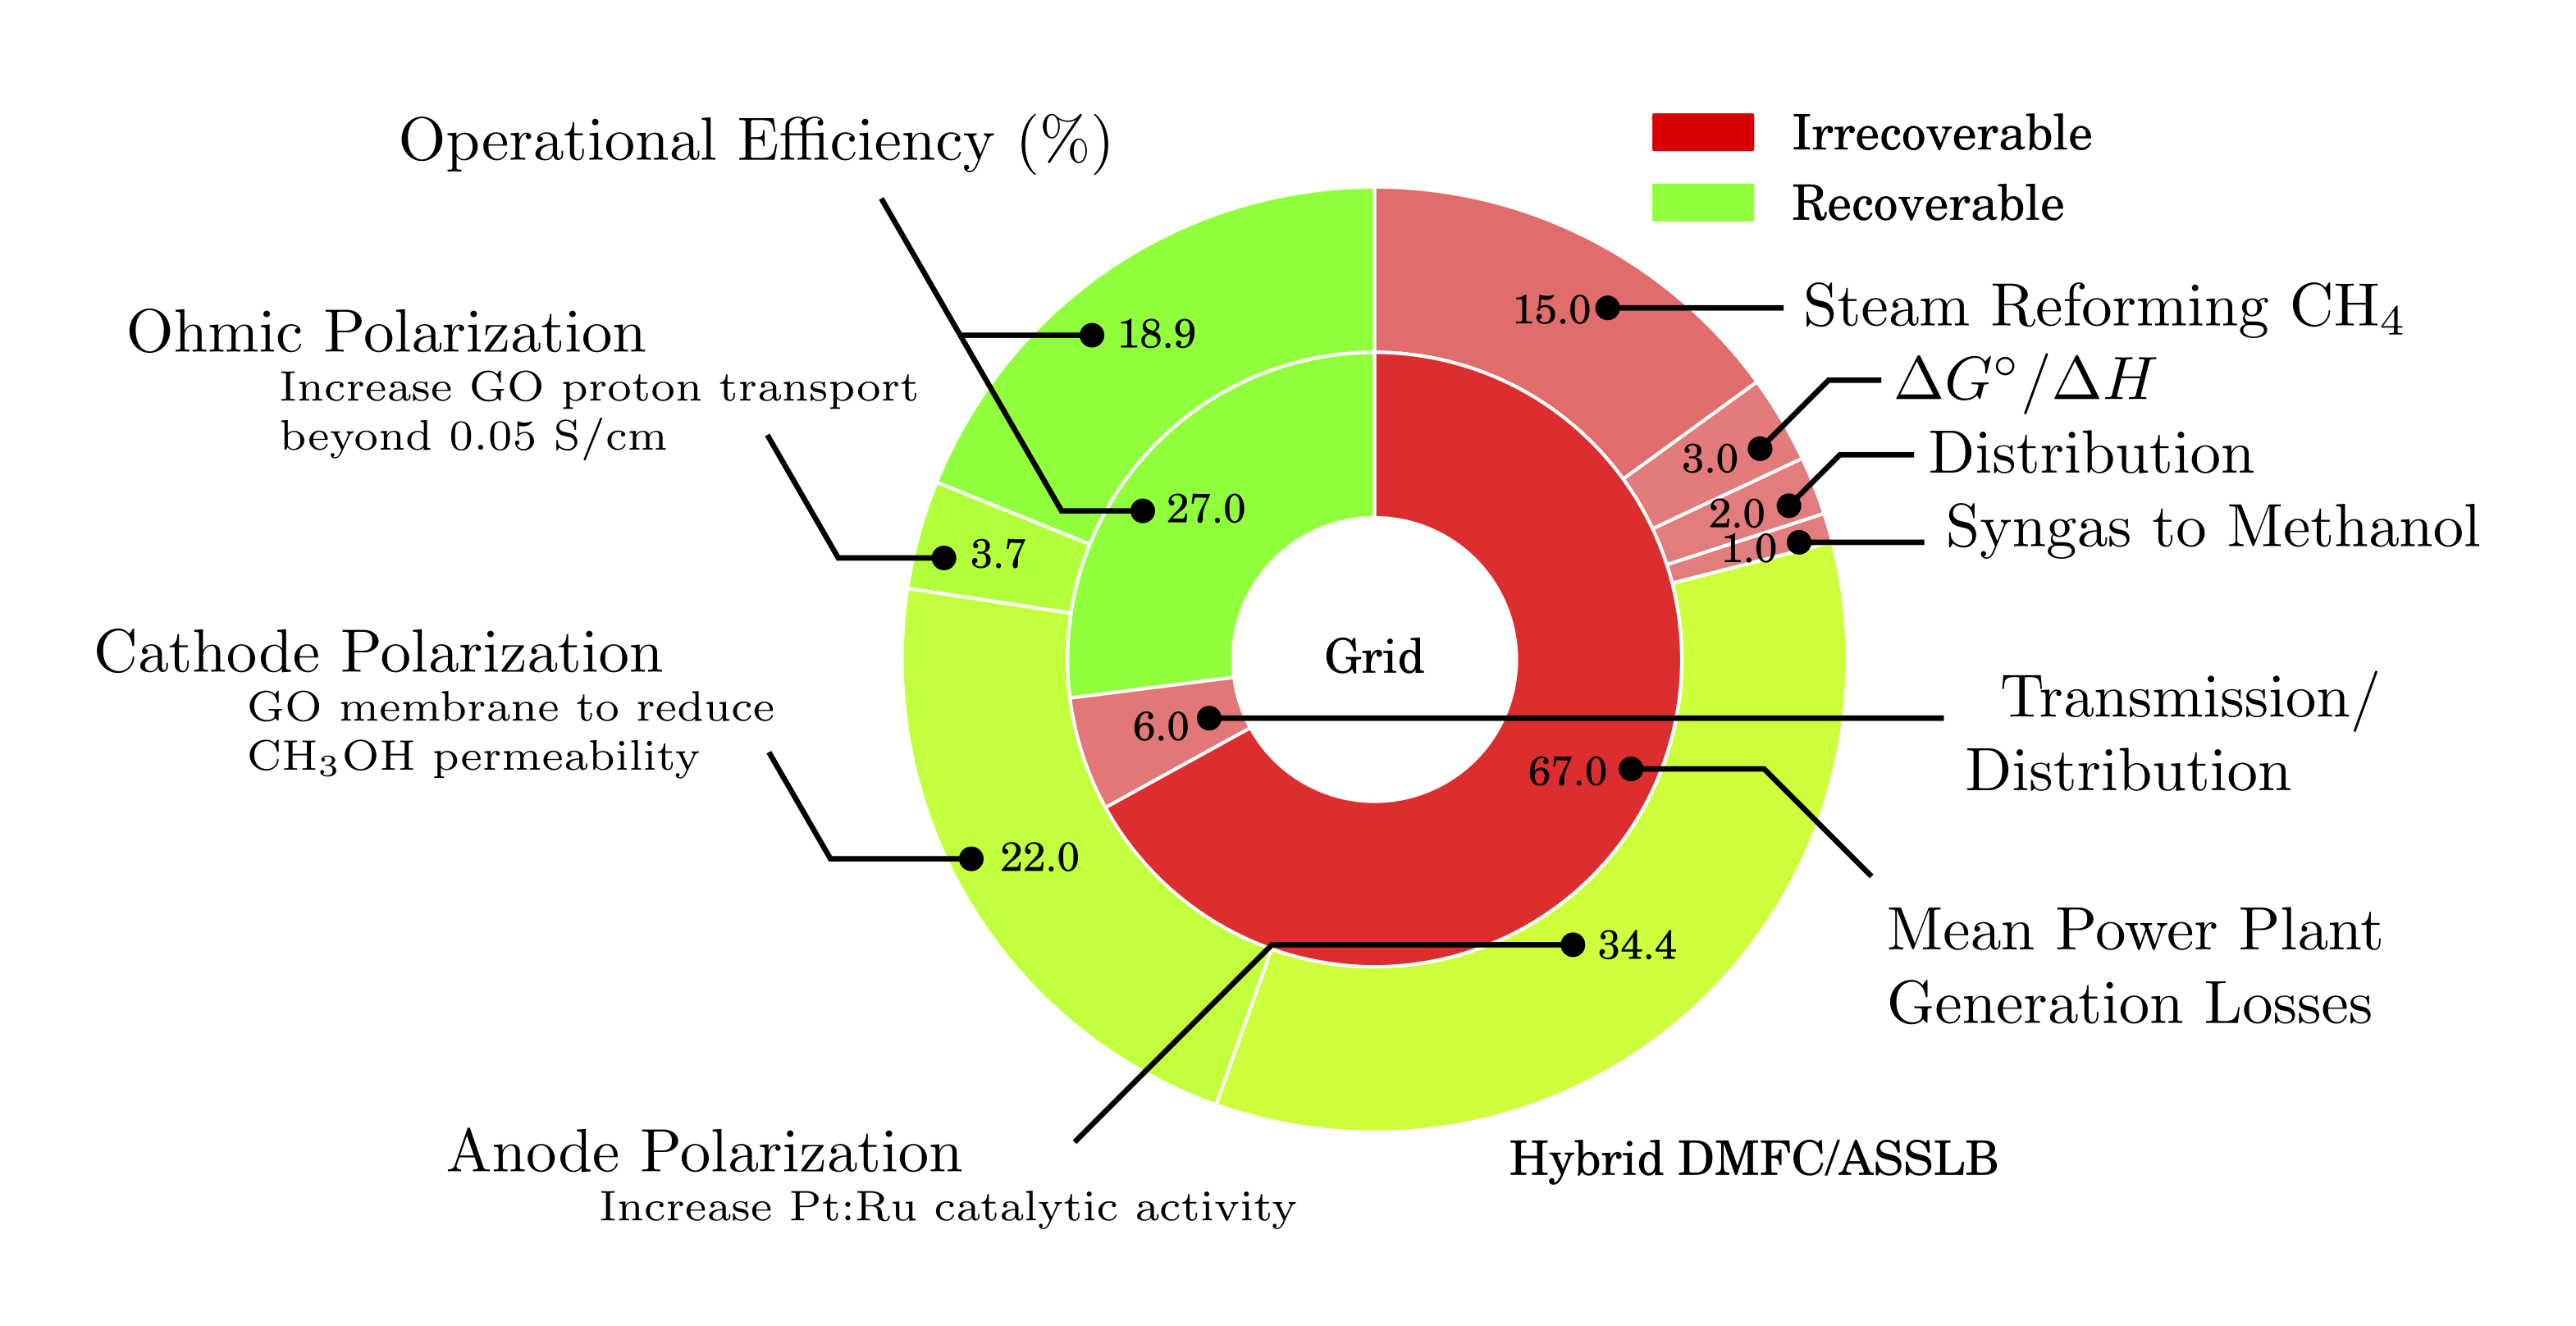 Operational Efficiency (%)
Irrecoverable
Recoverable
Steam Reforming CH₄
15.0
ΔG°/ΔH
3.0
Distribution
2.0
Syngas to Methanol
1.0
18.9
27.0
Ohmic Polarization
Increase GO proton transport
beyond 0.05 S/cm
3.7
Cathode Polarization
GO membrane to reduce
CH₃OH permeability
22.0
Grid
6.0
Transmission/
Distribution
67.0
Mean Power Plant
Generation Losses
34.4
Anode Polarization
Increase Pt:Ru catalytic activity
Hybrid DMFC/ASSLB